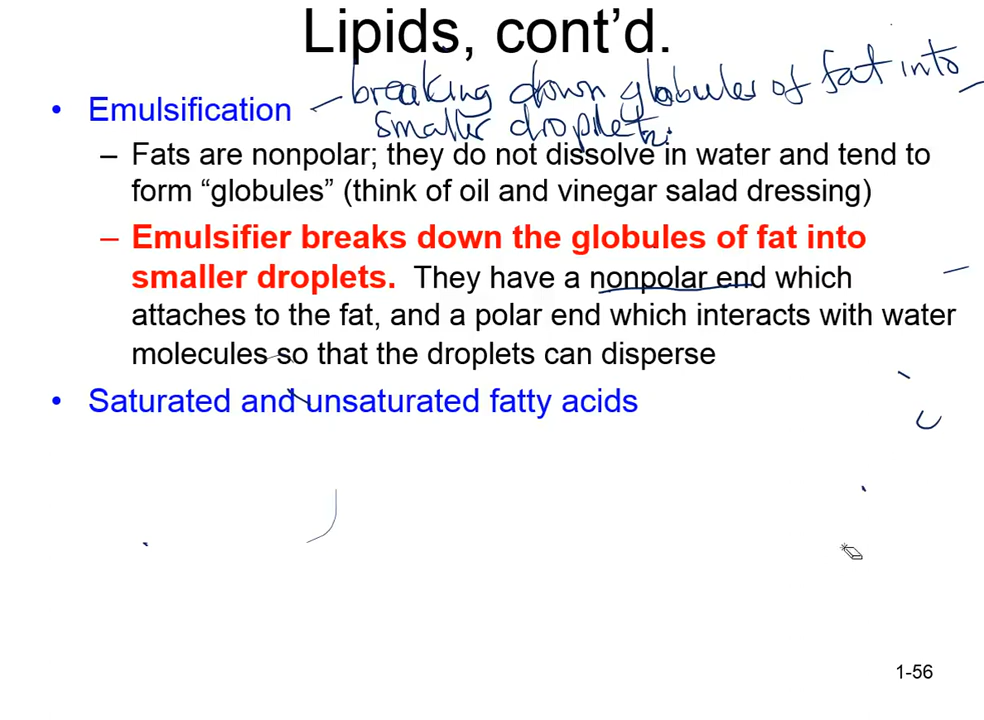 Lipids, cont’d.
breaking down globules of fat into
• Emulsification
smaller droplets.
– Fats are nonpolar; they do not dissolve in water and tend to
form “globules” (think of oil and vinegar salad dressing)
– Emulsifier breaks down the globules of fat into
smaller droplets. They have a nonpolar end which
attaches to the fat, and a polar end which interacts with water
molecules so that the droplets can disperse
• Saturated and unsaturated fatty acids
1-56